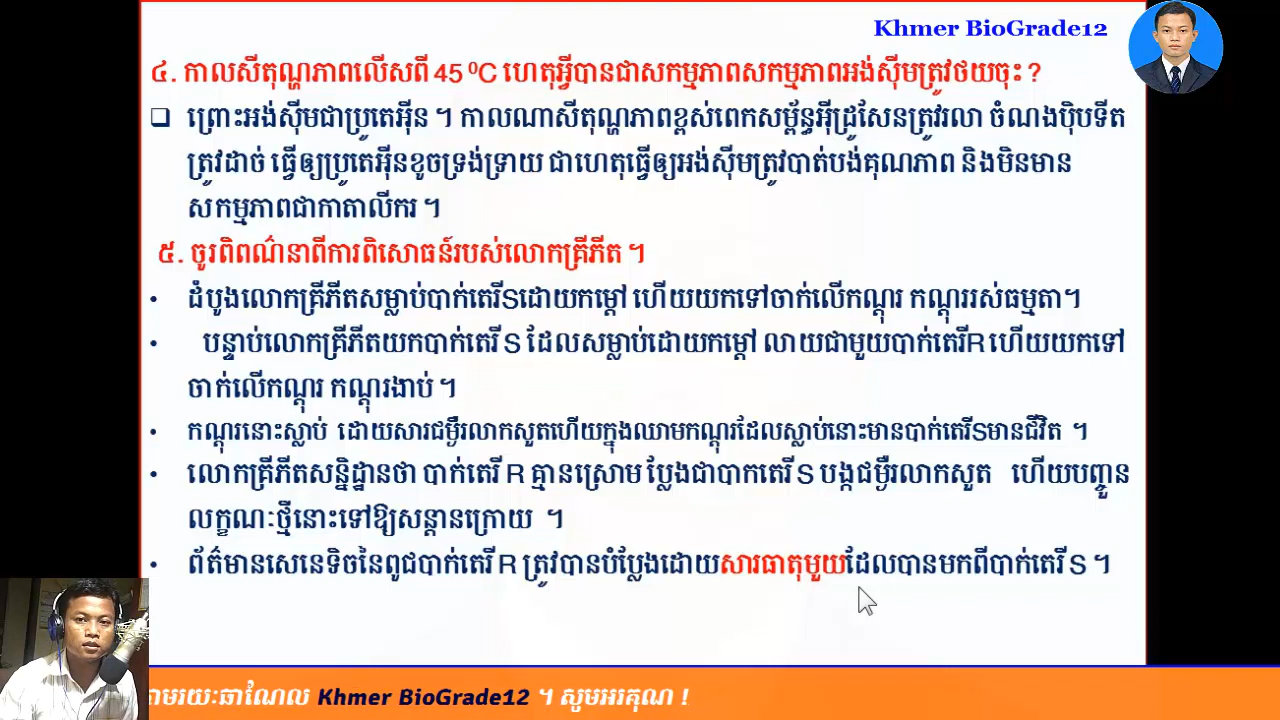 Khmer BioGrade12
៤. កាលសីតុណ្ហភាពលើសពី 45 ⁰C ហេតុអ្វីបានជាសកម្មភាពសកម្មភាពអង់ស៊ីមត្រូវថយចុះ ?
❑ ព្រោះអង់ស៊ីមជាប្រូតេអ៊ីន ។ កាលណាសីតុណ្ហភាពខ្ពស់ពេកសម្ព័ន្ធអ៊ីដ្រូសែនត្រូវរលា ចំណងប៉ិបទីត
ត្រូវដាច់ ធ្វើឲ្យប្រូតេអ៊ីនខូចទ្រង់ទ្រាយ ជាហេតុធ្វើឲ្យអង់ស៊ីមត្រូវបាត់បង់គុណភាព និងមិនមាន
សកម្មភាពជាកាតាលីករ ។
៥. ចូរពិពណ៌នាពីការពិសោធន៍របស់លោកគ្រីភីត ។
• ដំបូងលោកគ្រីភីតសម្លាប់បាក់តេរីSដោយកម្ដៅ ហើយយកទៅចាក់លើកណ្ដុរ កណ្ដុររស់ធម្មតា។
• បន្ទាប់លោកគ្រីភីតយកបាក់តេរី S ដែលសម្លាប់ដោយកម្ដៅ លាយជាមួយបាក់តេរីR ហើយយកទៅ
ចាក់លើកណ្ដុរ កណ្ដុរងាប់ ។
• កណ្ដុរនោះស្លាប់ ដោយសារជម្ងឺរលាកសួតហើយក្នុងឈាមកណ្ដុរដែលស្លាប់នោះមានបាក់តេរីSមានជីវិត ។
• លោកគ្រីភីតសន្និដ្ឋានថា បាក់តេរី R គ្មានស្រោម ប្លែងជាបាកតេរី S បង្កជម្ងឺរលាកសួត ហើយបញ្ជូន
លក្ខណៈថ្មីនោះទៅឱ្យសន្តានក្រោយ ។
• ព័ត៌មានសេនេទិចនៃពូជបាក់តេរី R ត្រូវបានបំប្លែងដោយសារធាតុមួយដែលបានមកពីបាក់តេរី S ។
តាមរយៈឆាណែល Khmer BioGrade12 ។ សូមអរគុណ !